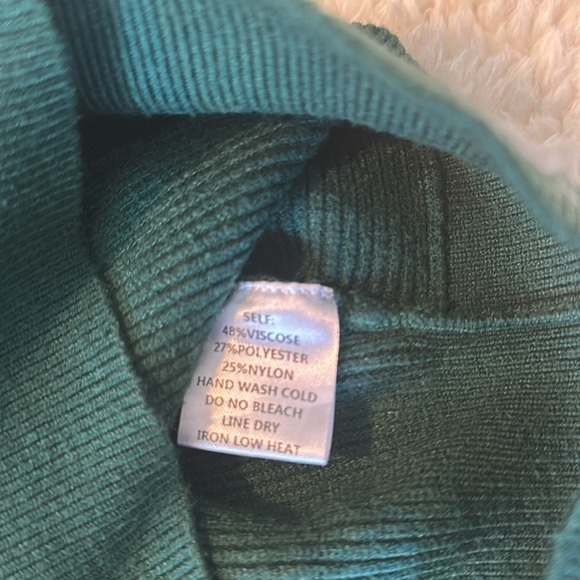 SELF:
48%VISCOSE
27%POLYESTER
25%NYLON
HAND WASH COLD
DO NO BLEACH
LINE DRY
IRON LOW HEAT